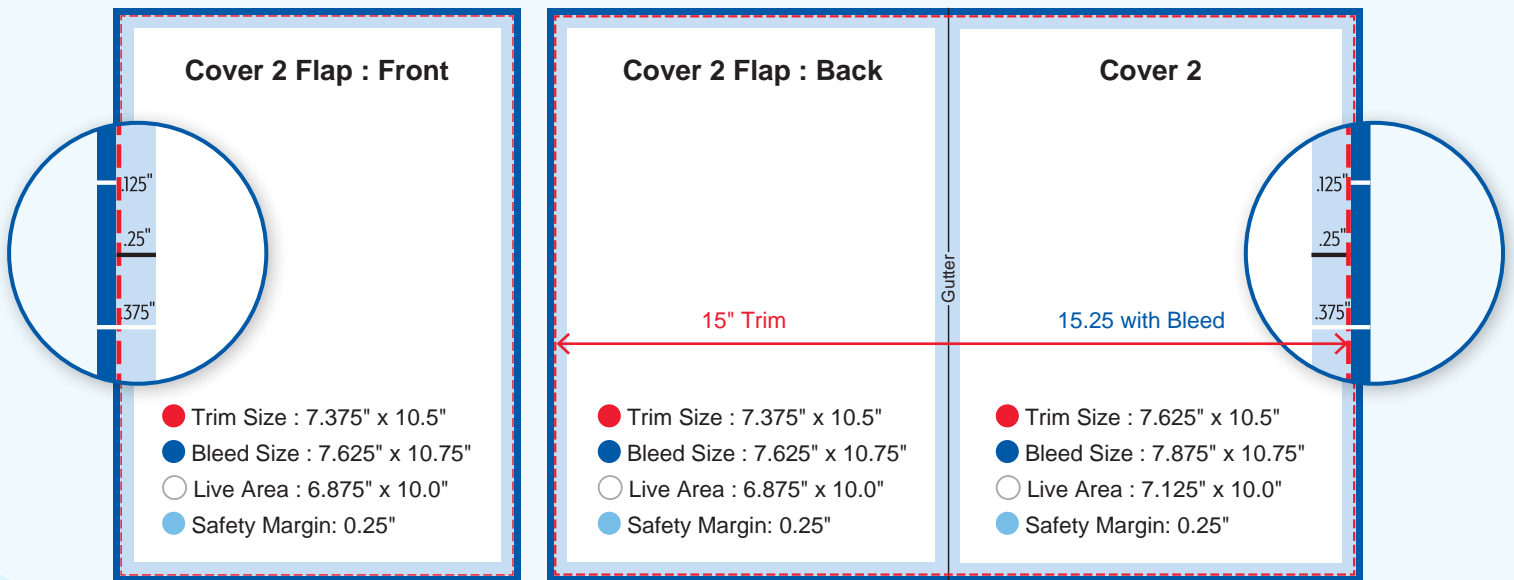 Cover 2 Flap : Front
.125"
.25"
.375"
Trim Size : 7.375" x 10.5"
Bleed Size : 7.625" x 10.75"
Live Area : 6.875" x 10.0"
Safety Margin: 0.25"
Cover 2 Flap : Back
Cover 2
Gutter
15" Trim
15.25 with Bleed
.125"
.25"
.375"
Trim Size : 7.375" x 10.5"
Bleed Size : 7.625" x 10.75"
Live Area : 6.875" x 10.0"
Safety Margin: 0.25"
Trim Size : 7.625" x 10.5"
Bleed Size : 7.875" x 10.75"
Live Area : 7.125" x 10.0"
Safety Margin: 0.25"